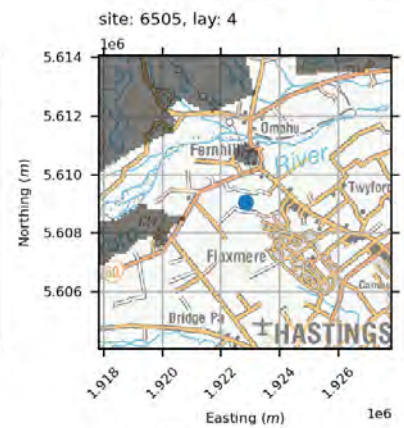 site: 6505, lay: 4
1e6
5.614
5.612
5.610
5.608
5.606
Northing (m)
Omahu
Fernhill
River
Twyford
Flaxmere
50
Bridge Pa
HASTINGS
1.918
1.920
1.922
1.924
1.926
Easting (m)
1e6